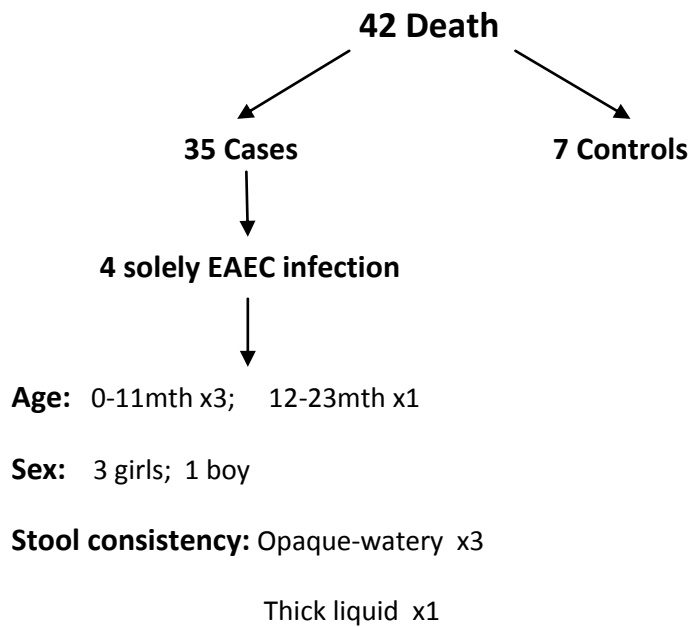 42 Death
35 Cases 7 Controls
4 solely EAEC infection
Age: 0-11mth x3; 12-23mth x1
Sex: 3 girls; 1 boy
Stool consistency: Opaque-watery x3
Thick liquid x1